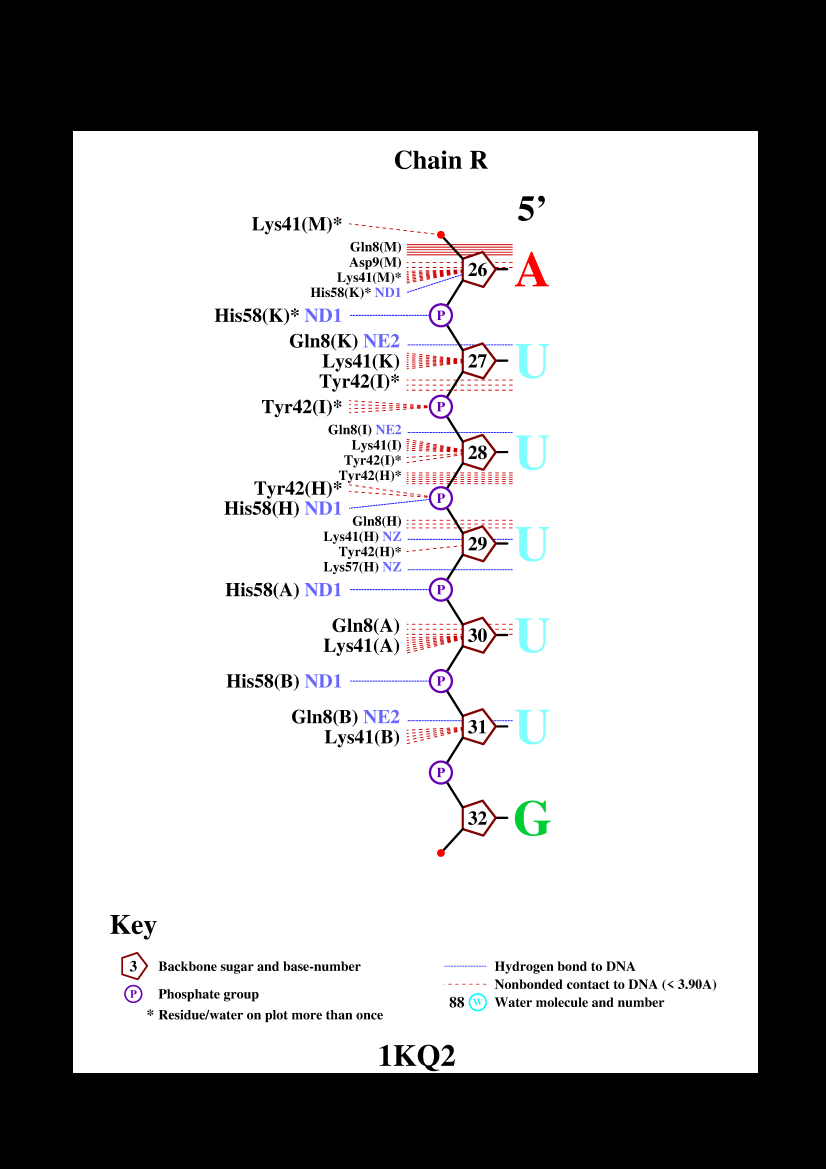 Chain R
5’
Lys41(M)*
Gln8(M)
Asp9(M)
Lys41(M)*
His58(K)* ND1
26 A
His58(K)* ND1 P
Gln8(K) NE2
Lys41(K) 27 U
Tyr42(I)*
Tyr42(I)* P
Gln8(I) NE2
Lys41(I) 28 U
Tyr42(I)*
Tyr42(H)*
Tyr42(H)* P
His58(H) ND1
Gln8(H)
Lys41(H) NZ 29 U
Tyr42(H)*
Lys57(H) NZ
His58(A) ND1 P
Gln8(A) 30 U
Lys41(A)
His58(B) ND1 P
Gln8(B) NE2 31 U
Lys41(B)
P
32 G
Key
3 Backbone sugar and base-number
P Phosphate group
* Residue/water on plot more than once
Hydrogen bond to DNA
Nonbonded contact to DNA (< 3.90A)
88 W Water molecule and number
1KQ2